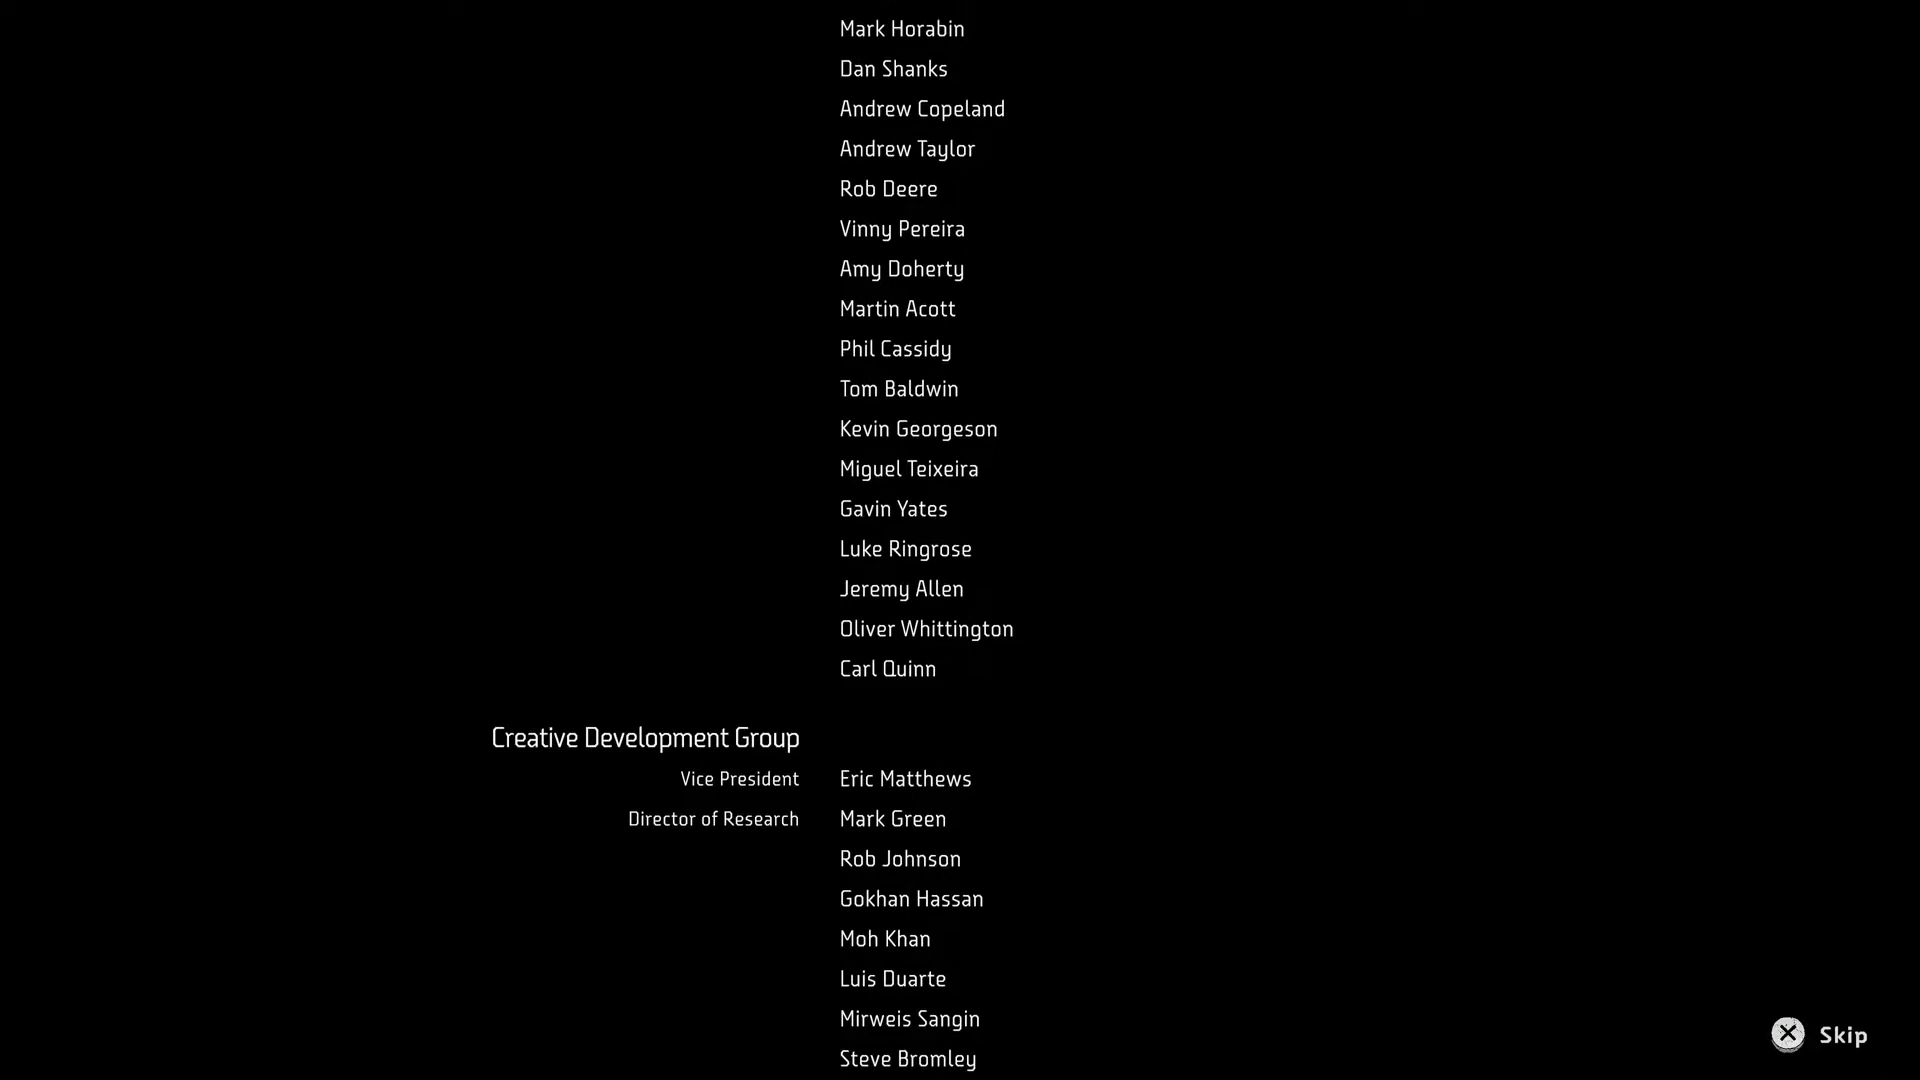 Mark Horabin
Dan Shanks
Andrew Copeland
Andrew Taylor
Rob Deere
Vinny Pereira
Amy Doherty
Martin Acott
Phil Cassidy
Tom Baldwin
Kevin Georgeson
Miguel Teixeira
Gavin Yates
Luke Ringrose
Jeremy Allen
Oliver Whittington
Carl Quinn
Creative Development Group
Vice President Eric Matthews
Director of Research Mark Green
Rob Johnson
Gokhan Hassan
Moh Khan
Luis Duarte
Mirweis Sangin
Steve Bromley
Skip